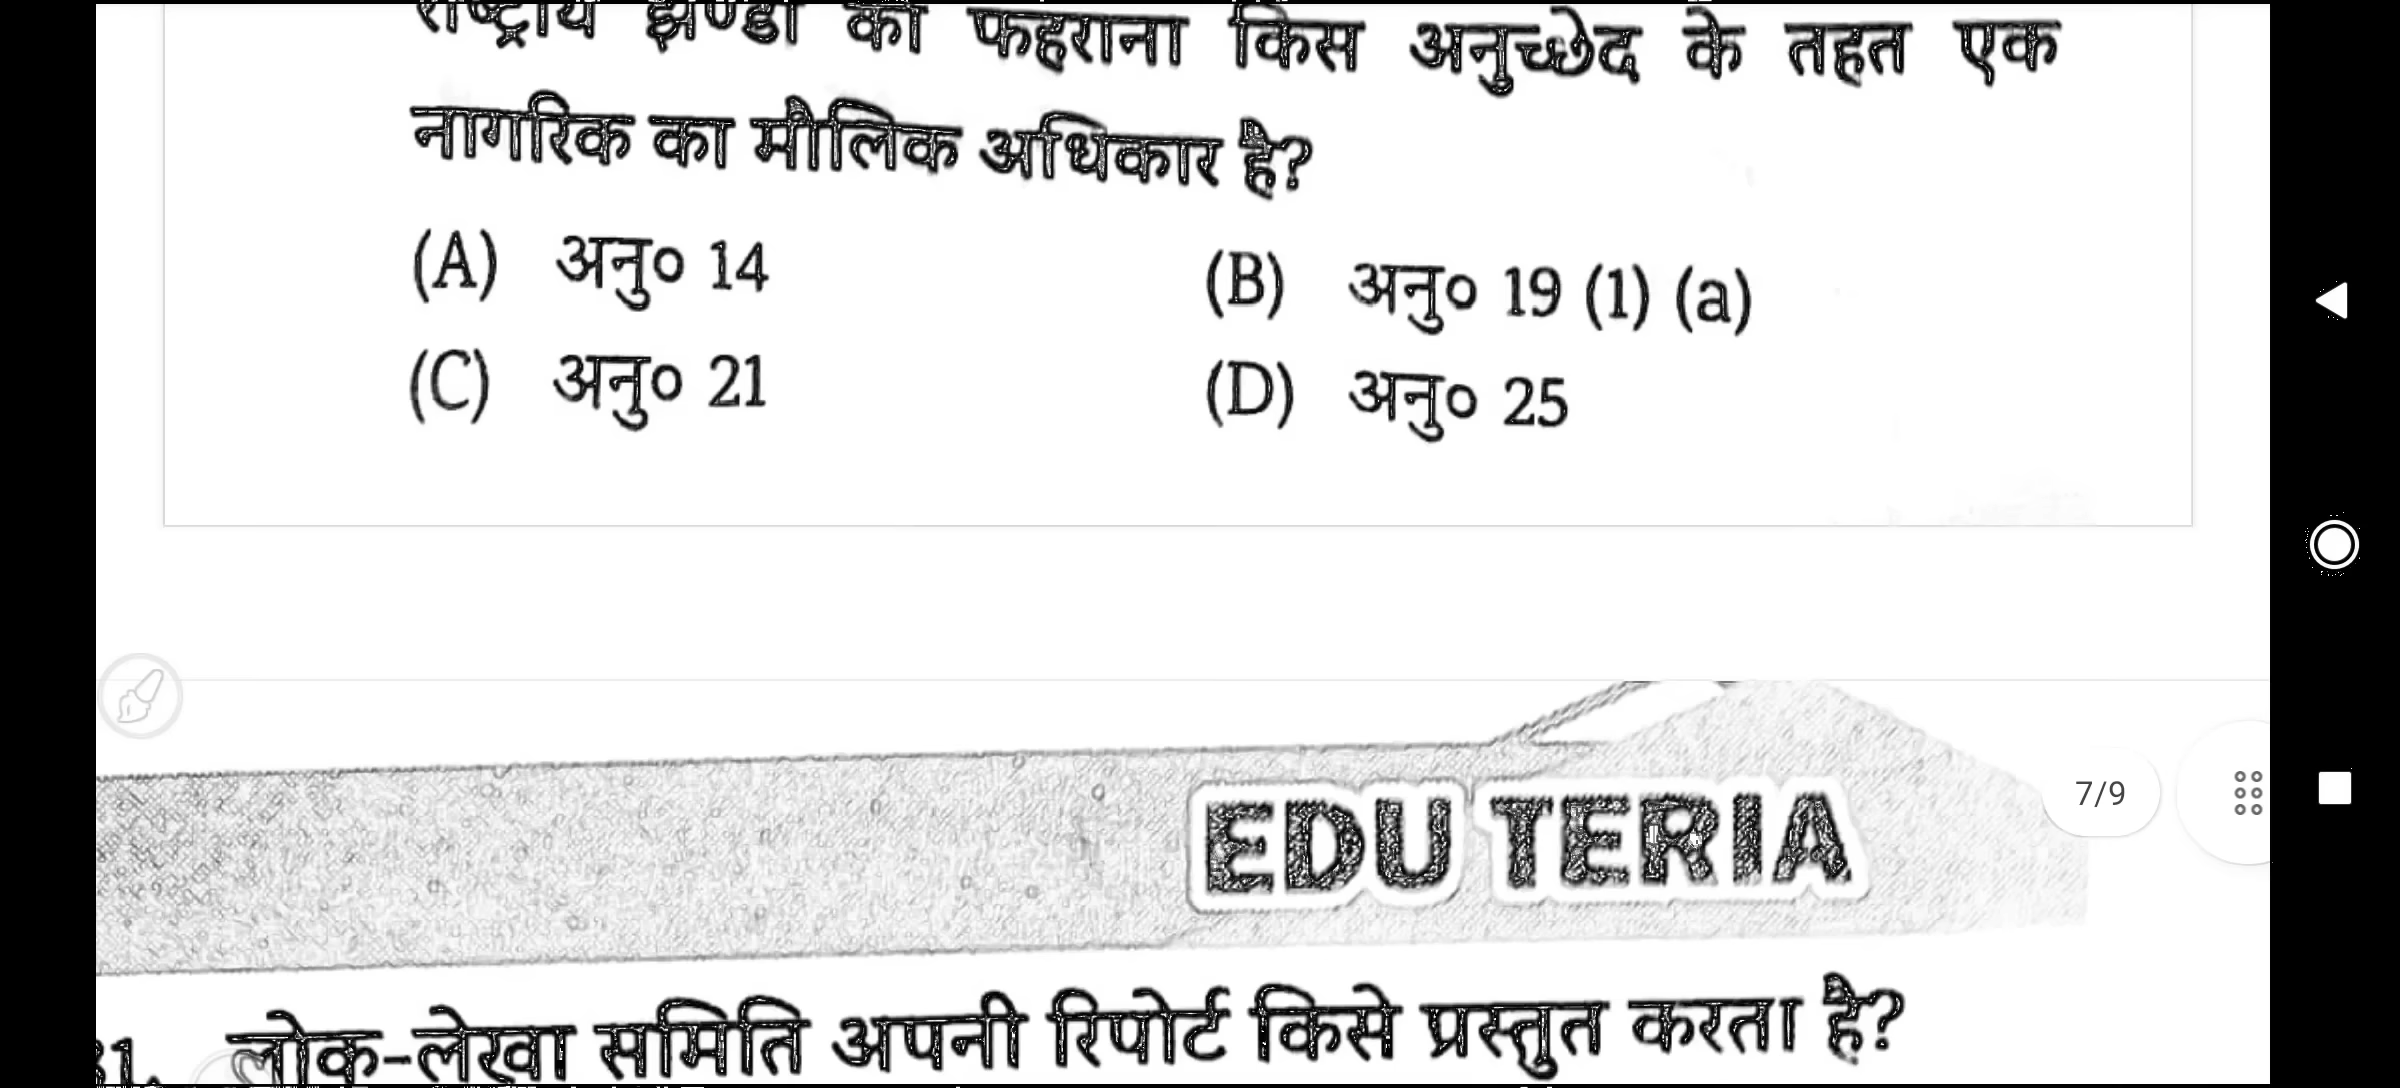 राष्ट्रीय झण्डा को फहराना किस अनुच्छेद के तहत एक
नागरिक का मौलिक अधिकार है?
(A) अनु० 14 (B) अनु० 19 (1) (a)
(C) अनु० 21 (D) अनु० 25
7/9
EDU TERIA
31. लोक-लेखा समिति अपनी रिपोर्ट किसे प्रस्तुत करता है?